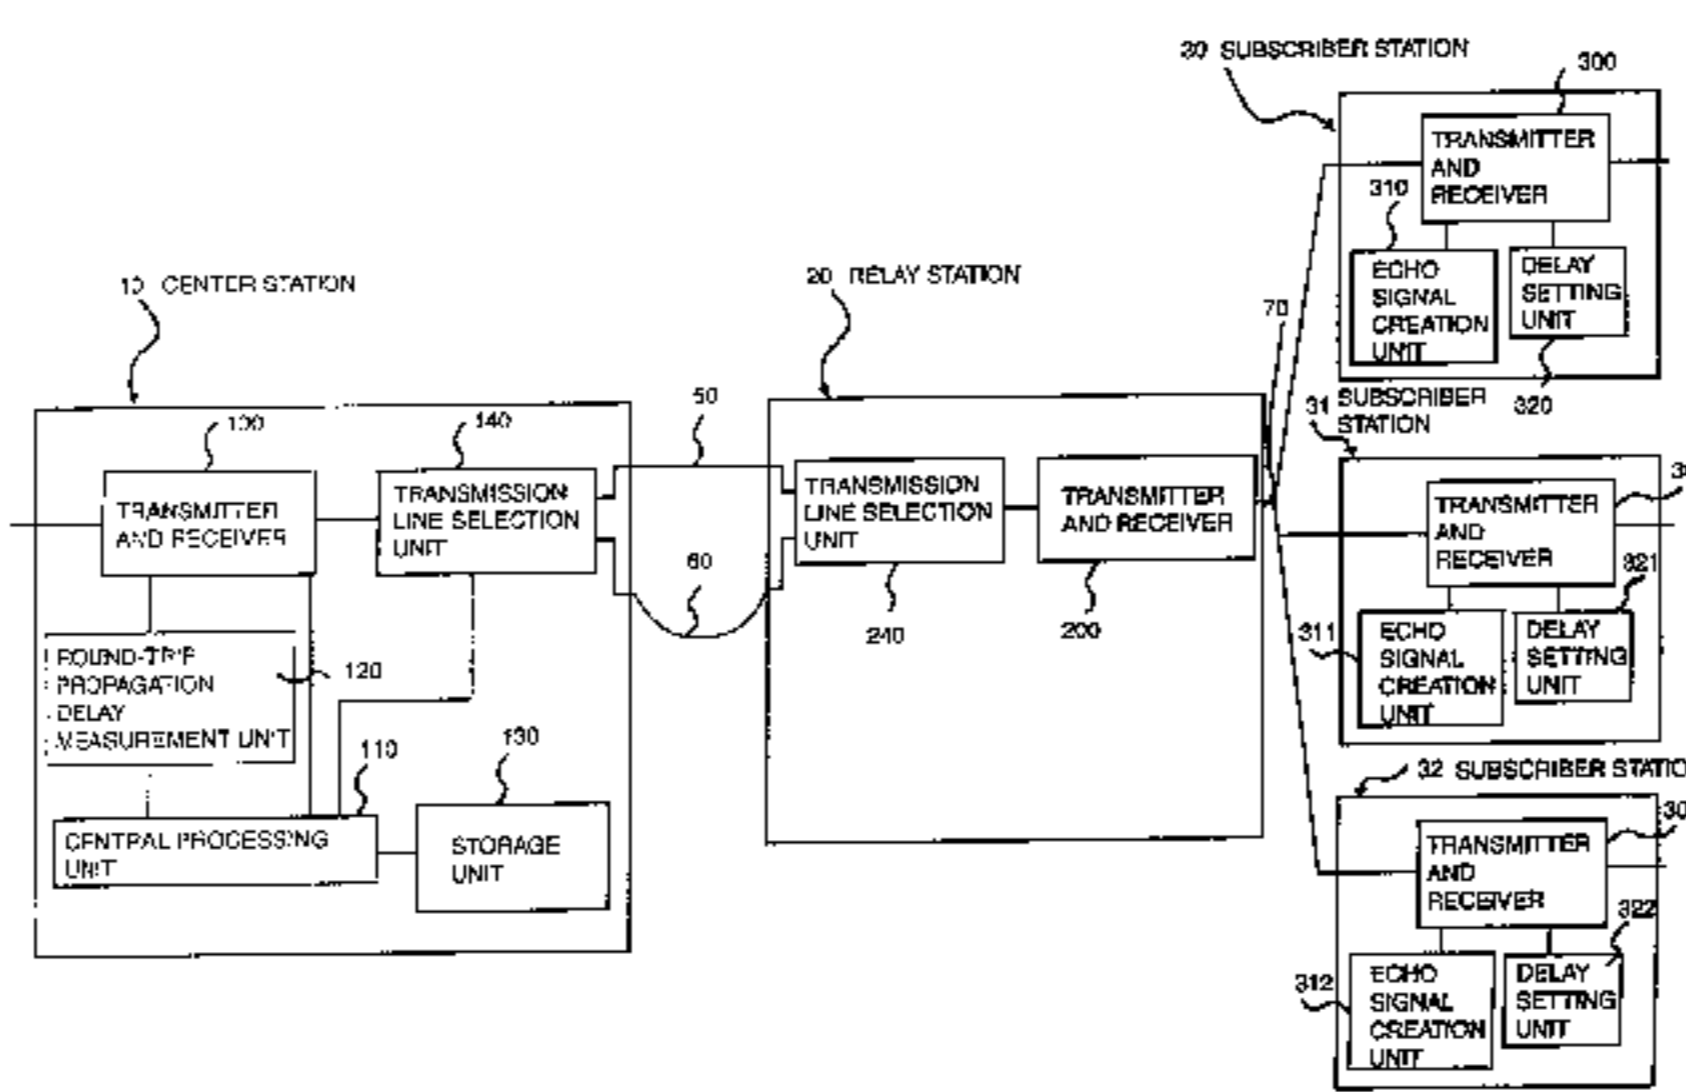 30 SUBSCRIBER STATION
300
TRANSMITTER
AND
RECEIVER
310
ECHO
SIGNAL
CREATION
UNIT
DELAY
SETTING
UNIT
320
10 CENTER STATION
20 RELAY STATION
70
31 SUBSCRIBER
STATION
100
140
50
TRANSMITTER
AND RECEIVER
TRANSMISSION
LINE SELECTION
UNIT
TRANSMISSION
LINE SELECTION
UNIT
TRANSMITTER
AND RECEIVER
60
240
200
TRANSMITTER
AND
RECEIVER
321
311
ECHO
SIGNAL
CREATION
UNIT
DELAY
SETTING
UNIT
ROUND-TRIP
PROPAGATION
DELAY
MEASUREMENT UNIT
120
110
130
CENTRAL PROCESSING
UNIT
STORAGE
UNIT
32 SUBSCRIBER STATIO
30
TRANSMITTER
AND
RECEIVER
322
312
ECHO
SIGNAL
CREATION
UNIT
DELAY
SETTING
UNIT